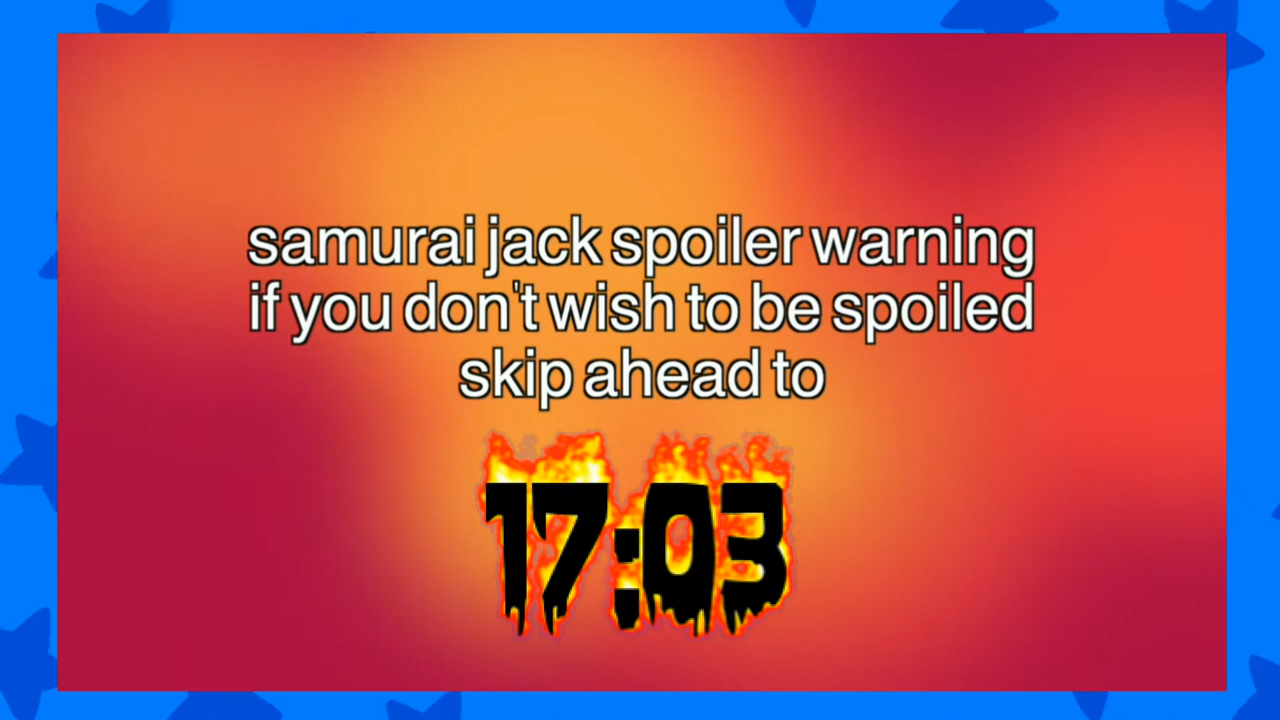 samurai jack spoiler warning
if you don't wish to be spoiled
skip ahead to
17:03